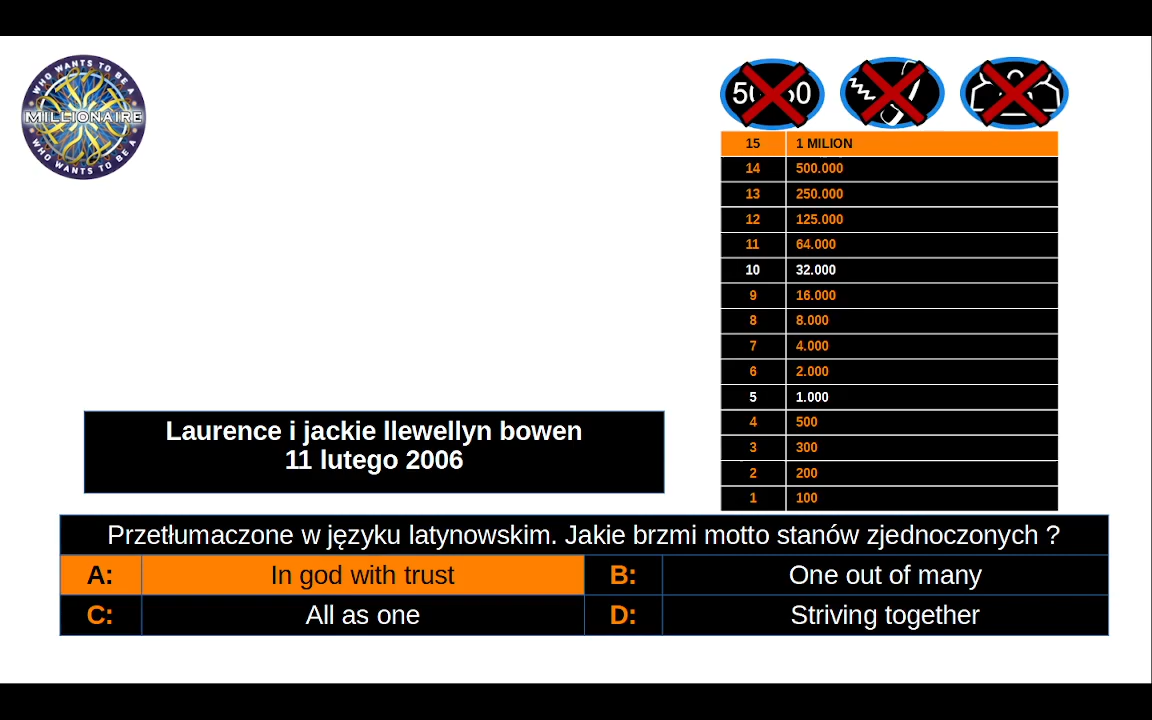 WHO WANTS TO BE A
MILLIONAIRE
WHO WANTS TO BE A
15 1 MILION
14 500.000
13 250.000
12 125.000
11 64.000
10 32.000
9 16.000
8 8.000
7 4.000
6 2.000
5 1.000
4 500
3 300
2 200
1 100
Laurence i jackie llewellyn bowen
11 lutego 2006
Przetłumaczone w języku latynowskim. Jakie brzmi motto stanów zjednoczonych ?
A: In god with trust B: One out of many
C: All as one D: Striving together